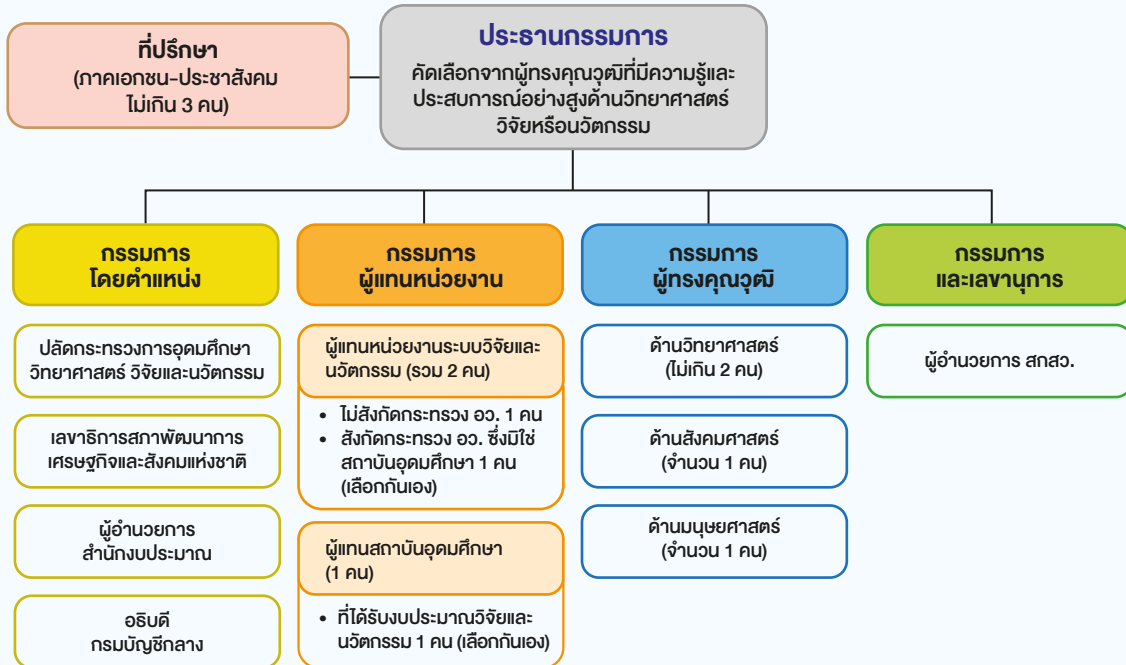 ที่ปรึกษา
(ภาคเอกชน-ประชาสังคม
ไม่เกิน 3 คน)
ประธานกรรมการ
คัดเลือกจากผู้ทรงคุณวุฒิที่มีความรู้และ
ประสบการณ์อย่างสูงด้านวิทยาศาสตร์
วิจัยหรือนวัตกรรม
กรรมการ
โดยตำแหน่ง
ปลัดกระทรวงการอุดมศึกษา
วิทยาศาสตร์ วิจัยและนวัตกรรม
เลขาธิการสภาพัฒนาการ
เศรษฐกิจและสังคมแห่งชาติ
ผู้อำนวยการ
สำนักงบประมาณ
อธิบดี
กรมบัญชีกลาง
กรรมการ
ผู้แทนหน่วยงาน
ผู้แทนหน่วยงานระบบวิจัยและ
นวัตกรรม (รวม 2 คน)
• ไม่สังกัดกระทรวง อว. 1 คน
• สังกัดกระทรวง อว. ซึ่งมิใช่
สถาบันอุดมศึกษา 1 คน
(เลือกกันเอง)
ผู้แทนสถาบันอุดมศึกษา
(1 คน)
• ที่ได้รับงบประมาณวิจัยและ
นวัตกรรม 1 คน (เลือกกันเอง)
กรรมการ
ผู้ทรงคุณวุฒิ
ด้านวิทยาศาสตร์
(ไม่เกิน 2 คน)
ด้านสังคมศาสตร์
(จำนวน 1 คน)
ด้านมนุษยศาสตร์
(จำนวน 1 คน)
กรรมการ
และเลขานุการ
ผู้อำนวยการ สกสว.